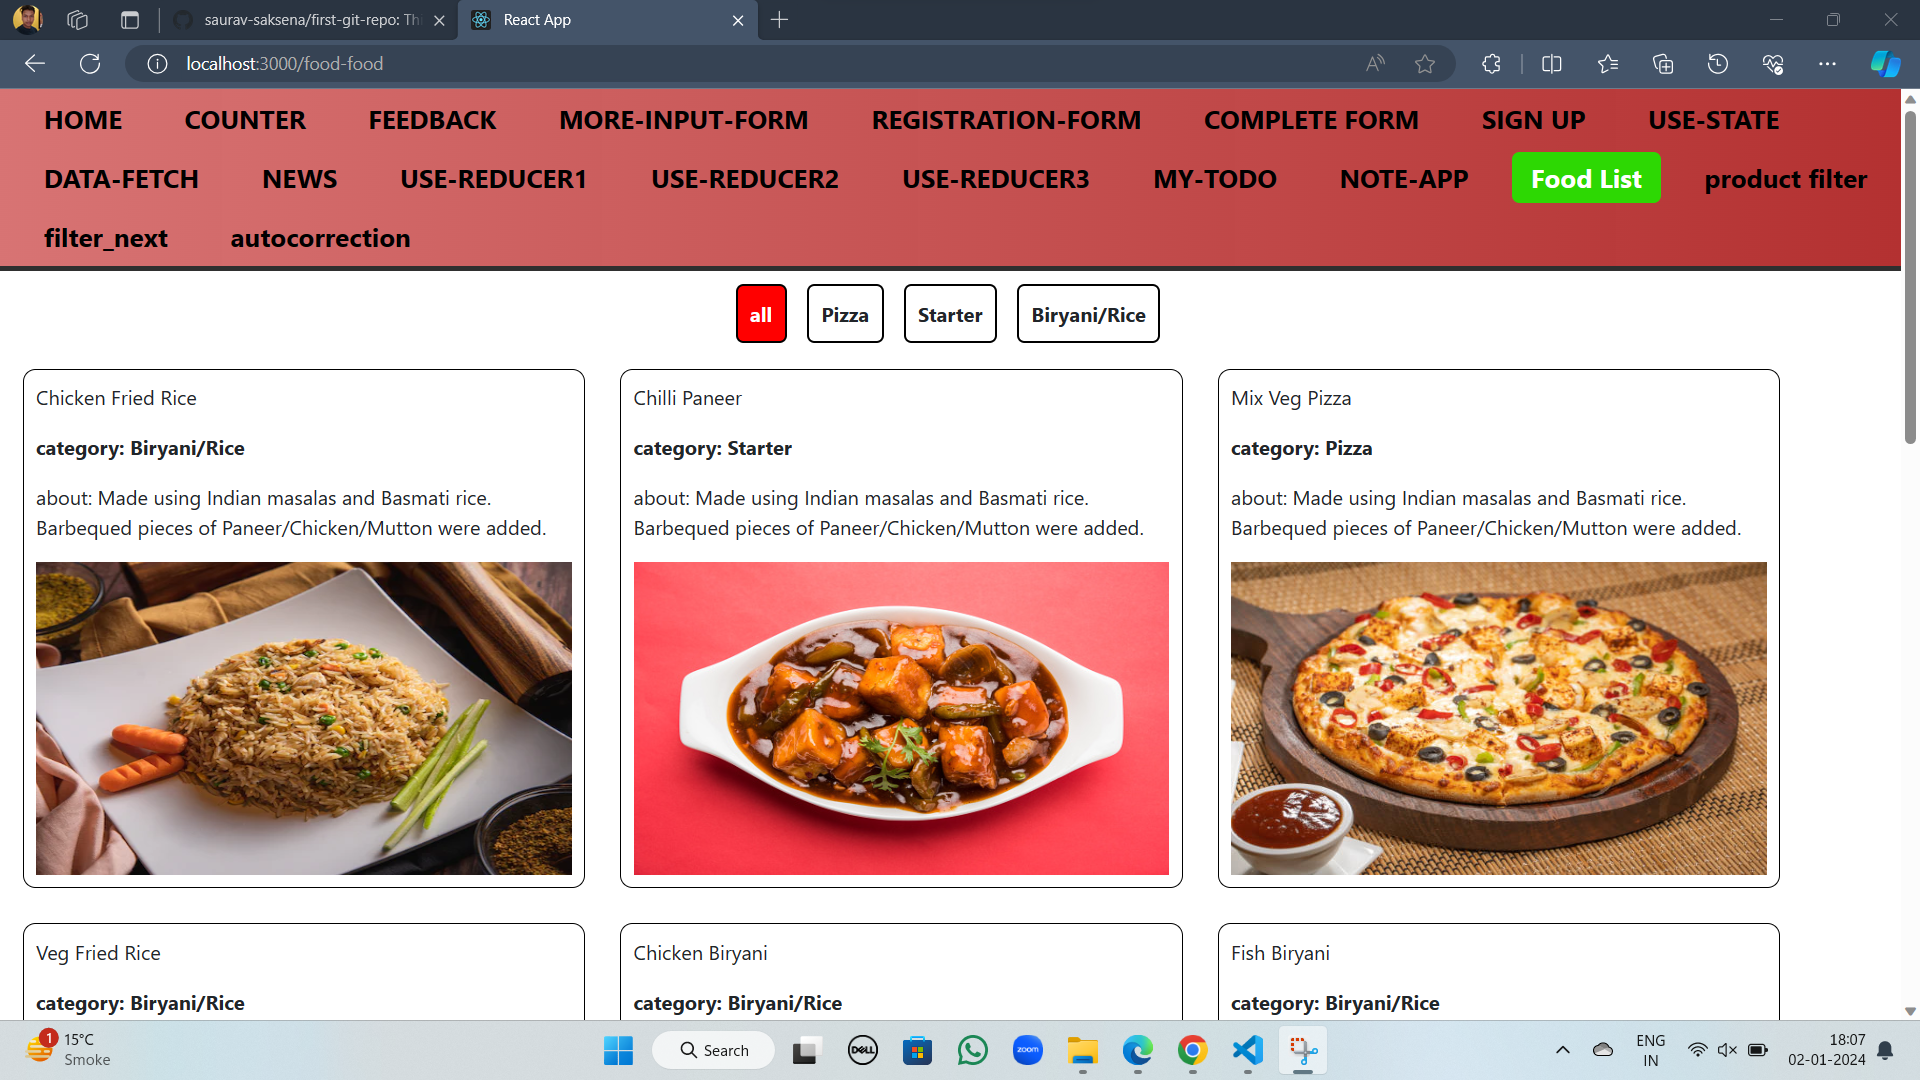 saurav-saksena/first-git-repo: Th
React App
localhost:3000/food-food
HOME COUNTER FEEDBACK MORE-INPUT-FORM REGISTRATION-FORM COMPLETE FORM SIGN UP USE-STATE
DATA-FETCH NEWS USE-REDUCER1 USE-REDUCER2 USE-REDUCER3 MY-TODO NOTE-APP Food List product filter
filter_next autocorrection
all Pizza Starter Biryani/Rice
Chicken Fried Rice
category: Biryani/Rice
about: Made using Indian masalas and Basmati rice.
Barbequed pieces of Paneer/Chicken/Mutton were added.
Chilli Paneer
category: Starter
about: Made using Indian masalas and Basmati rice.
Barbequed pieces of Paneer/Chicken/Mutton were added.
Mix Veg Pizza
category: Pizza
about: Made using Indian masalas and Basmati rice.
Barbequed pieces of Paneer/Chicken/Mutton were added.
Veg Fried Rice
category: Biryani/Rice
Chicken Biryani
category: Biryani/Rice
Fish Biryani
category: Biryani/Rice
1
15°C
Smoke
Search
DELL
zoom
ENG
IN
18:07
02-01-2024